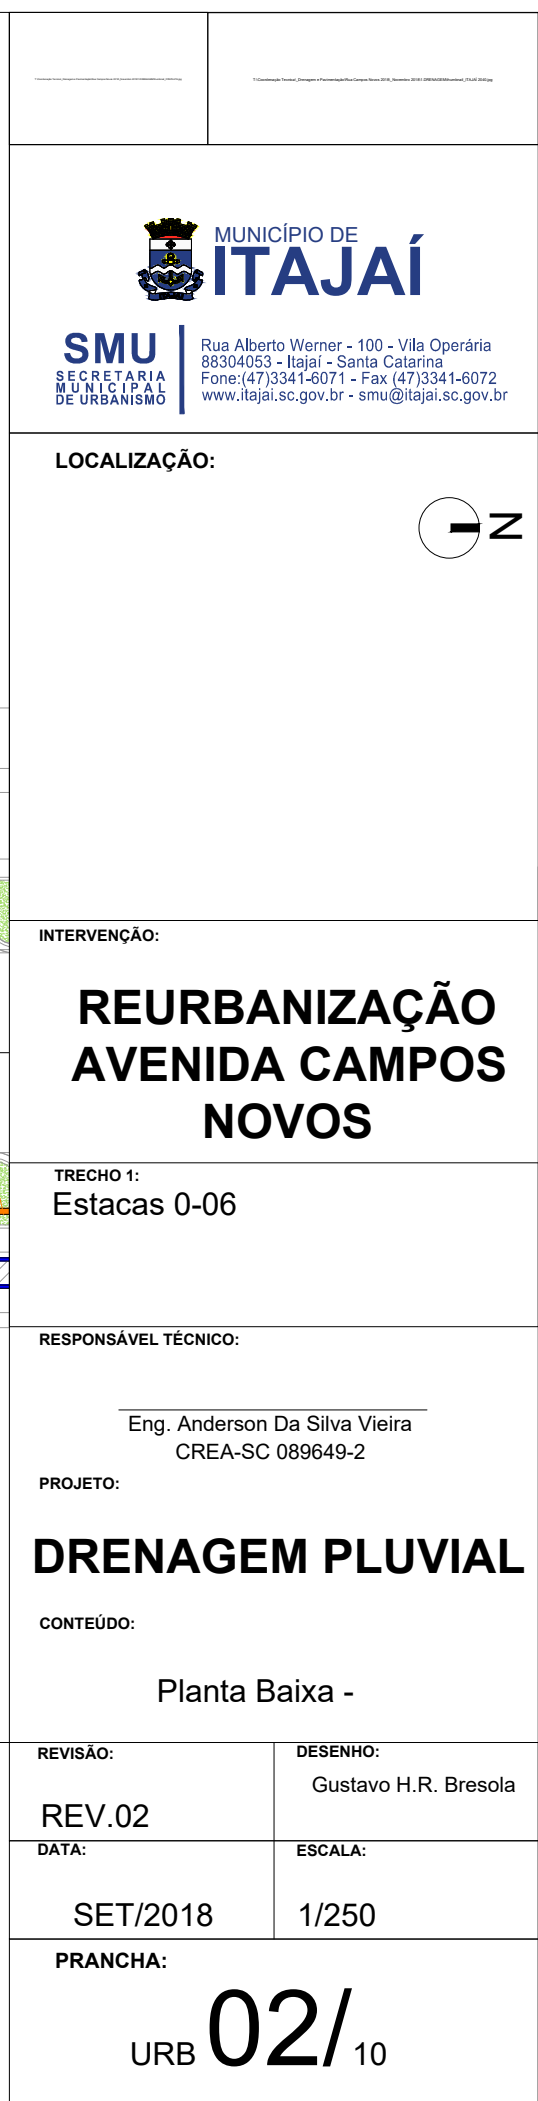 MUNICÍPIO DE
ITAJAÍ
SMU
SECRETARIA
MUNICIPAL
DE URBANISMO
Rua Alberto Werner - 100 - Vila Operária
88304053 - Itajaí - Santa Catarina
Fone:(47)3341-6071 - Fax (47)3341-6072
www.itajai.sc.gov.br - smu@itajai.sc.gov.br
LOCALIZAÇÃO:
N
INTERVENÇÃO:
REURBANIZAÇÃO
AVENIDA CAMPOS
NOVOS
TRECHO 1:
Estacas 0-06
RESPONSÁVEL TÉCNICO:
Eng. Anderson Da Silva Vieira
CREA-SC 089649-2
PROJETO:
DRENAGEM PLUVIAL
CONTEÚDO:
Planta Baixa -
REVISÃO:
REV.02
DESENHO:
Gustavo H.R. Bresola
DATA:
SET/2018
ESCALA:
1/250
PRANCHA:
URB 02/10